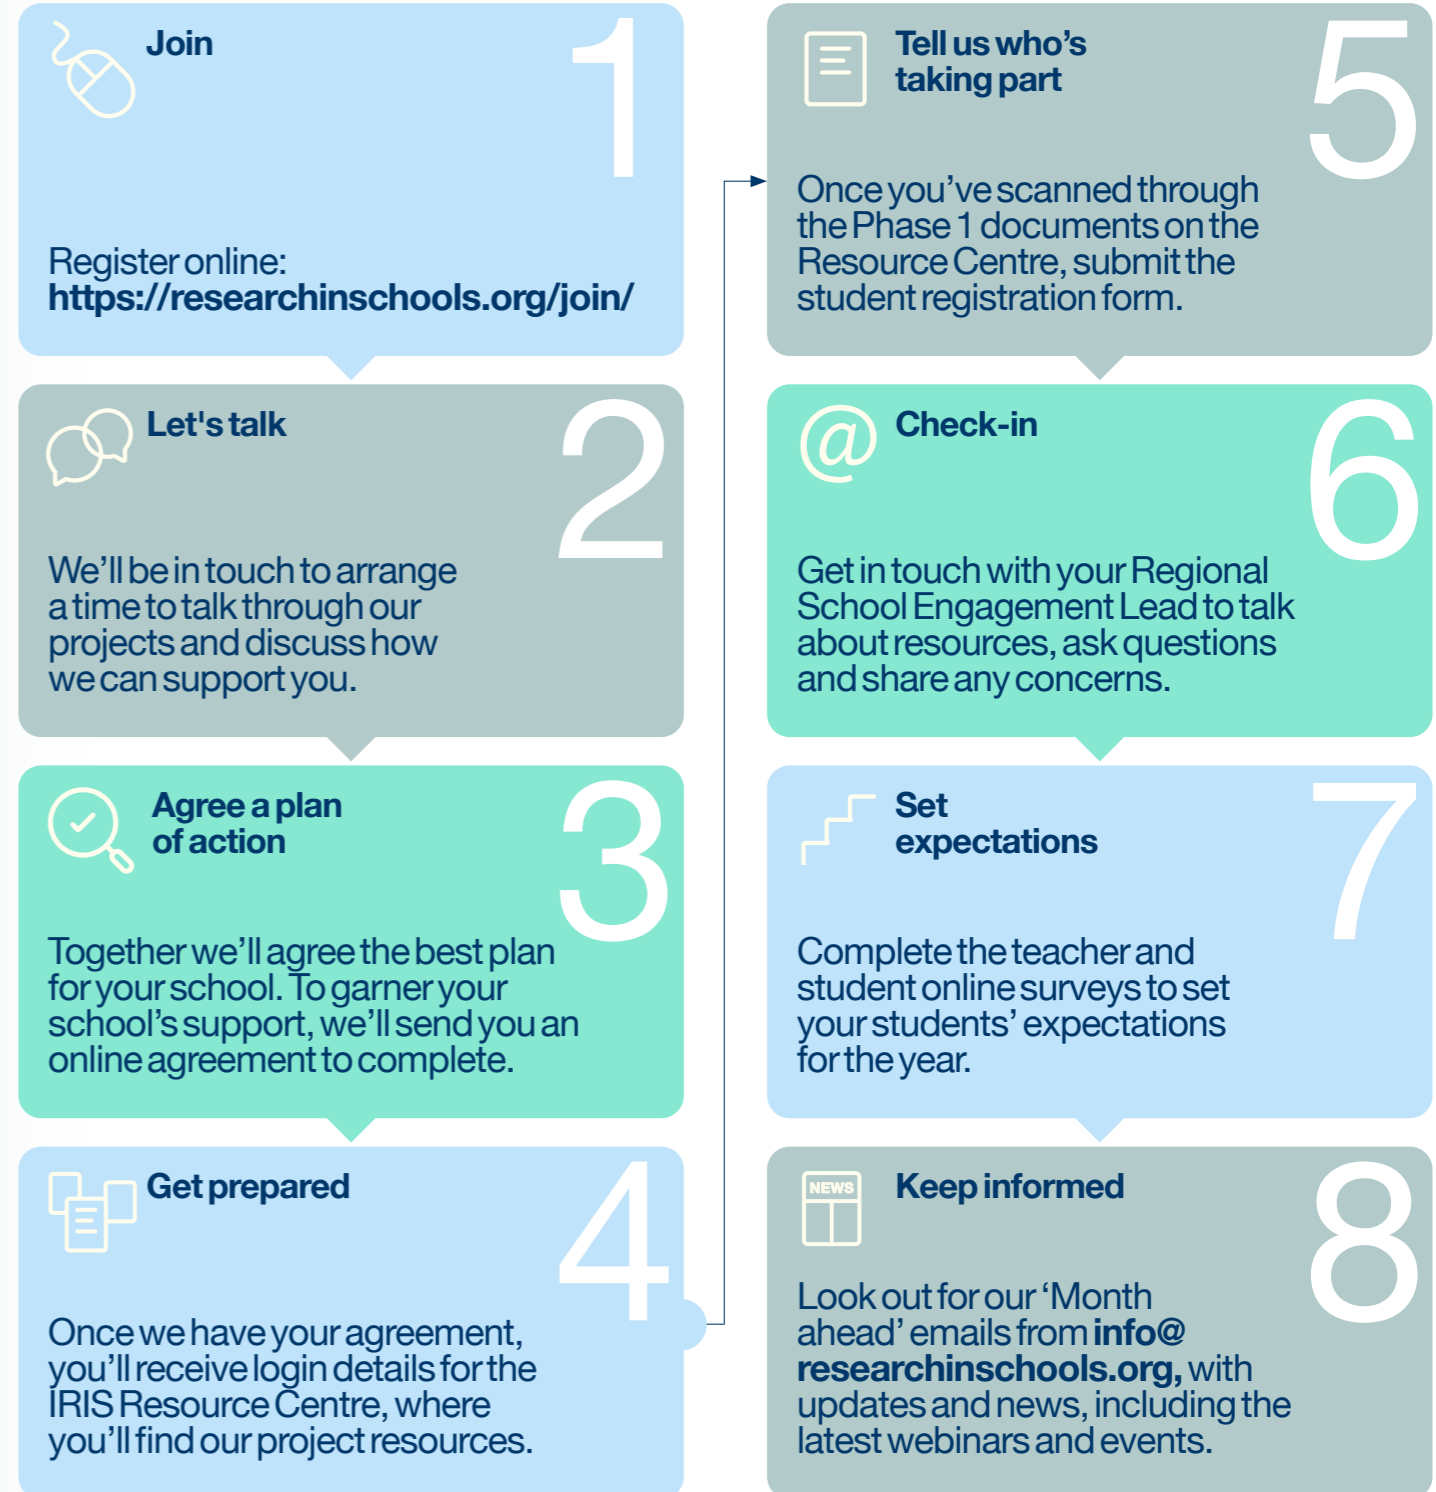 Join
1
Register online:
https://researchinschools.org/join/
Let's talk
2
We’ll be in touch to arrange
a time to talk through our
projects and discuss how
we can support you.
Agree a plan
of action
3
Together we’ll agree the best plan
for your school. To garner your
school’s support, we’ll send you an
online agreement to complete.
Get prepared
4
Once we have your agreement,
you’ll receive login details for the
IRIS Resource Centre, where
you’ll find our project resources.
Tell us who’s
taking part
5
Once you’ve scanned through
the Phase 1 documents on the
Resource Centre, submit the
student registration form.
@
Check-in
6
Get in touch with your Regional
School Engagement Lead to talk
about resources, ask questions
and share any concerns.
Set
expectations
7
Complete the teacher and
student online surveys to set
your students’ expectations
for the year.
NEWS
Keep informed
8
Look out for our ‘Month
ahead’ emails from info@
researchinschools.org, with
updates and news, including the
latest webinars and events.